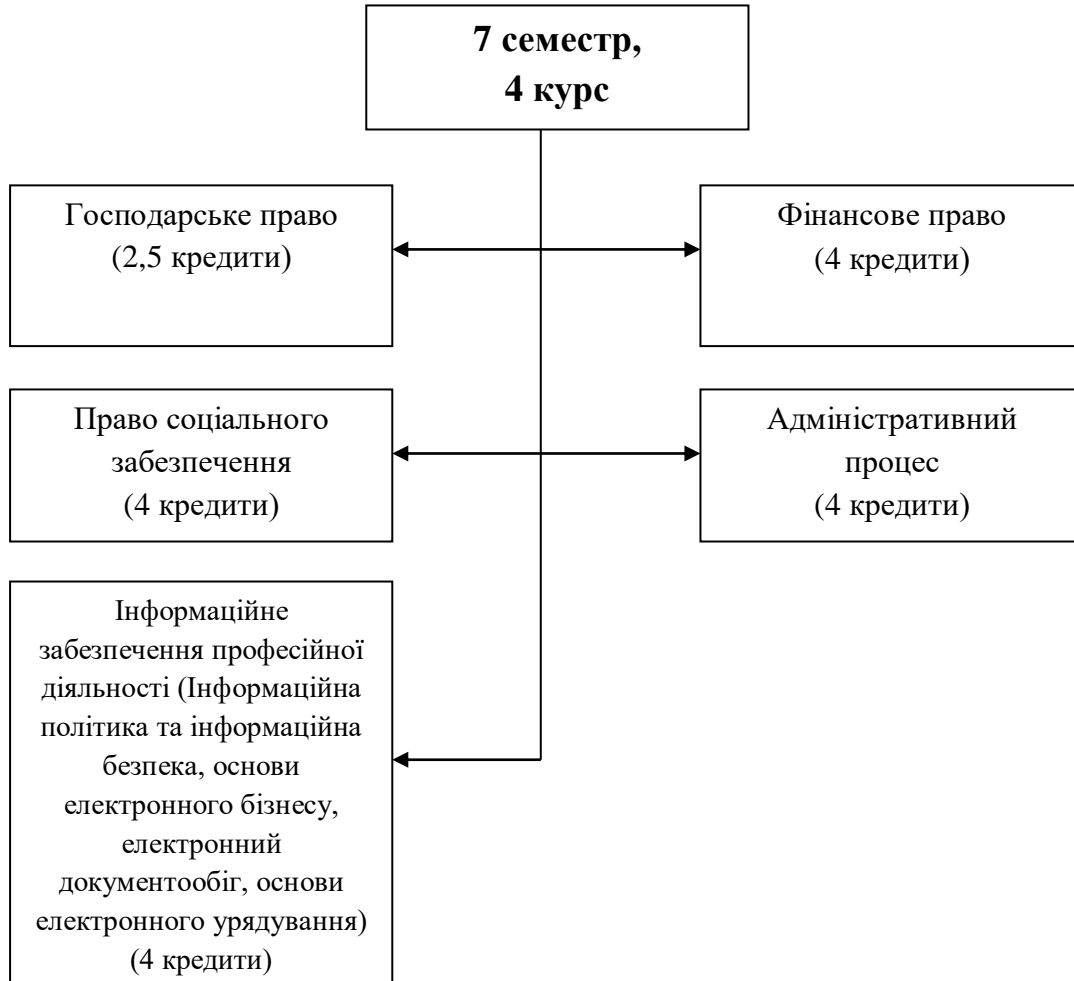 7 семестр,
4 курс
Господарське право
(2,5 кредити)
Фінансове право
(4 кредити)
Право соціального
забезпечення
(4 кредити)
Адміністративний
процес
(4 кредити)
Інформаційне
забезпечення професійної
діяльності (Інформаційна
політика та інформаційна
безпека, основи
електронного бізнесу,
електронний
документообіг, основи
електронного урядування)
(4 кредити)